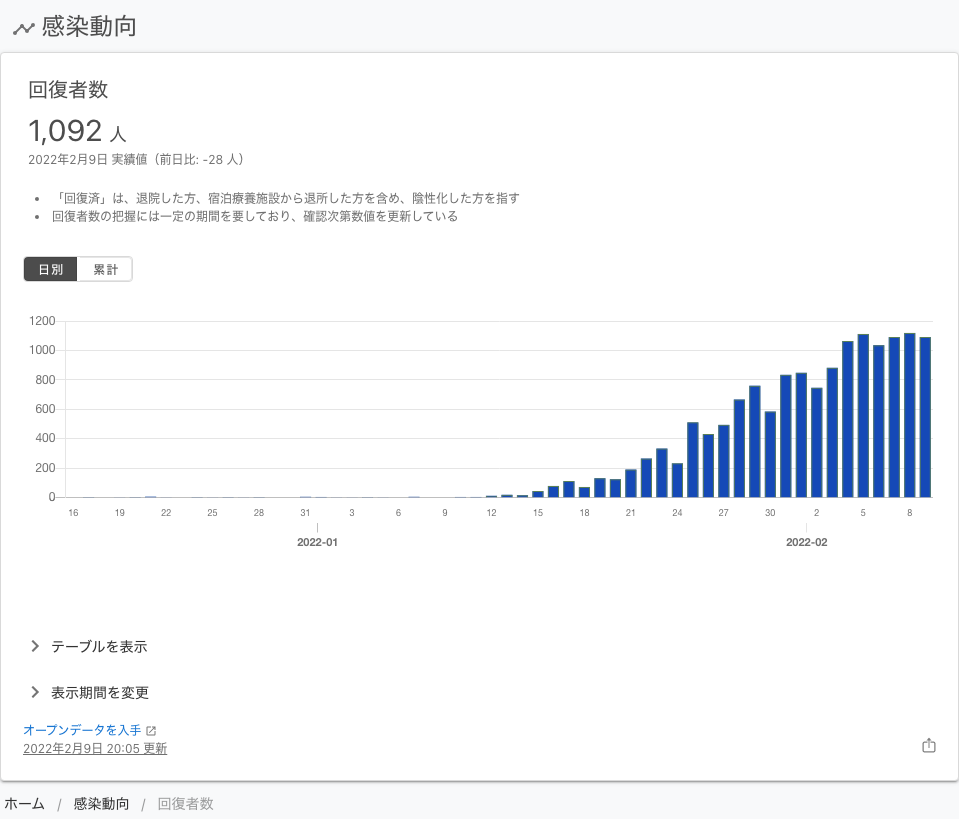 感染動向
回復者数
1,092 人
2022年2月9日 実績値（前日比: -28 人）
• 「回復済」は、退院した方、宿泊療養施設から退所した方を含め、陰性化した方を指す
• 回復者数の把握には一定の期間を要しており、確認次第数値を更新している
日別 累計
1200
1000
800
600
400
200
0
16 19 22 25 28 31 3 6 9 12 15 18 21 24 27 30 2 5 8
2022-01 2022-02
テーブルを表示
表示期間を変更
オープンデータを入手
2022年2月9日 20:05 更新
ホーム / 感染動向 / 回復者数